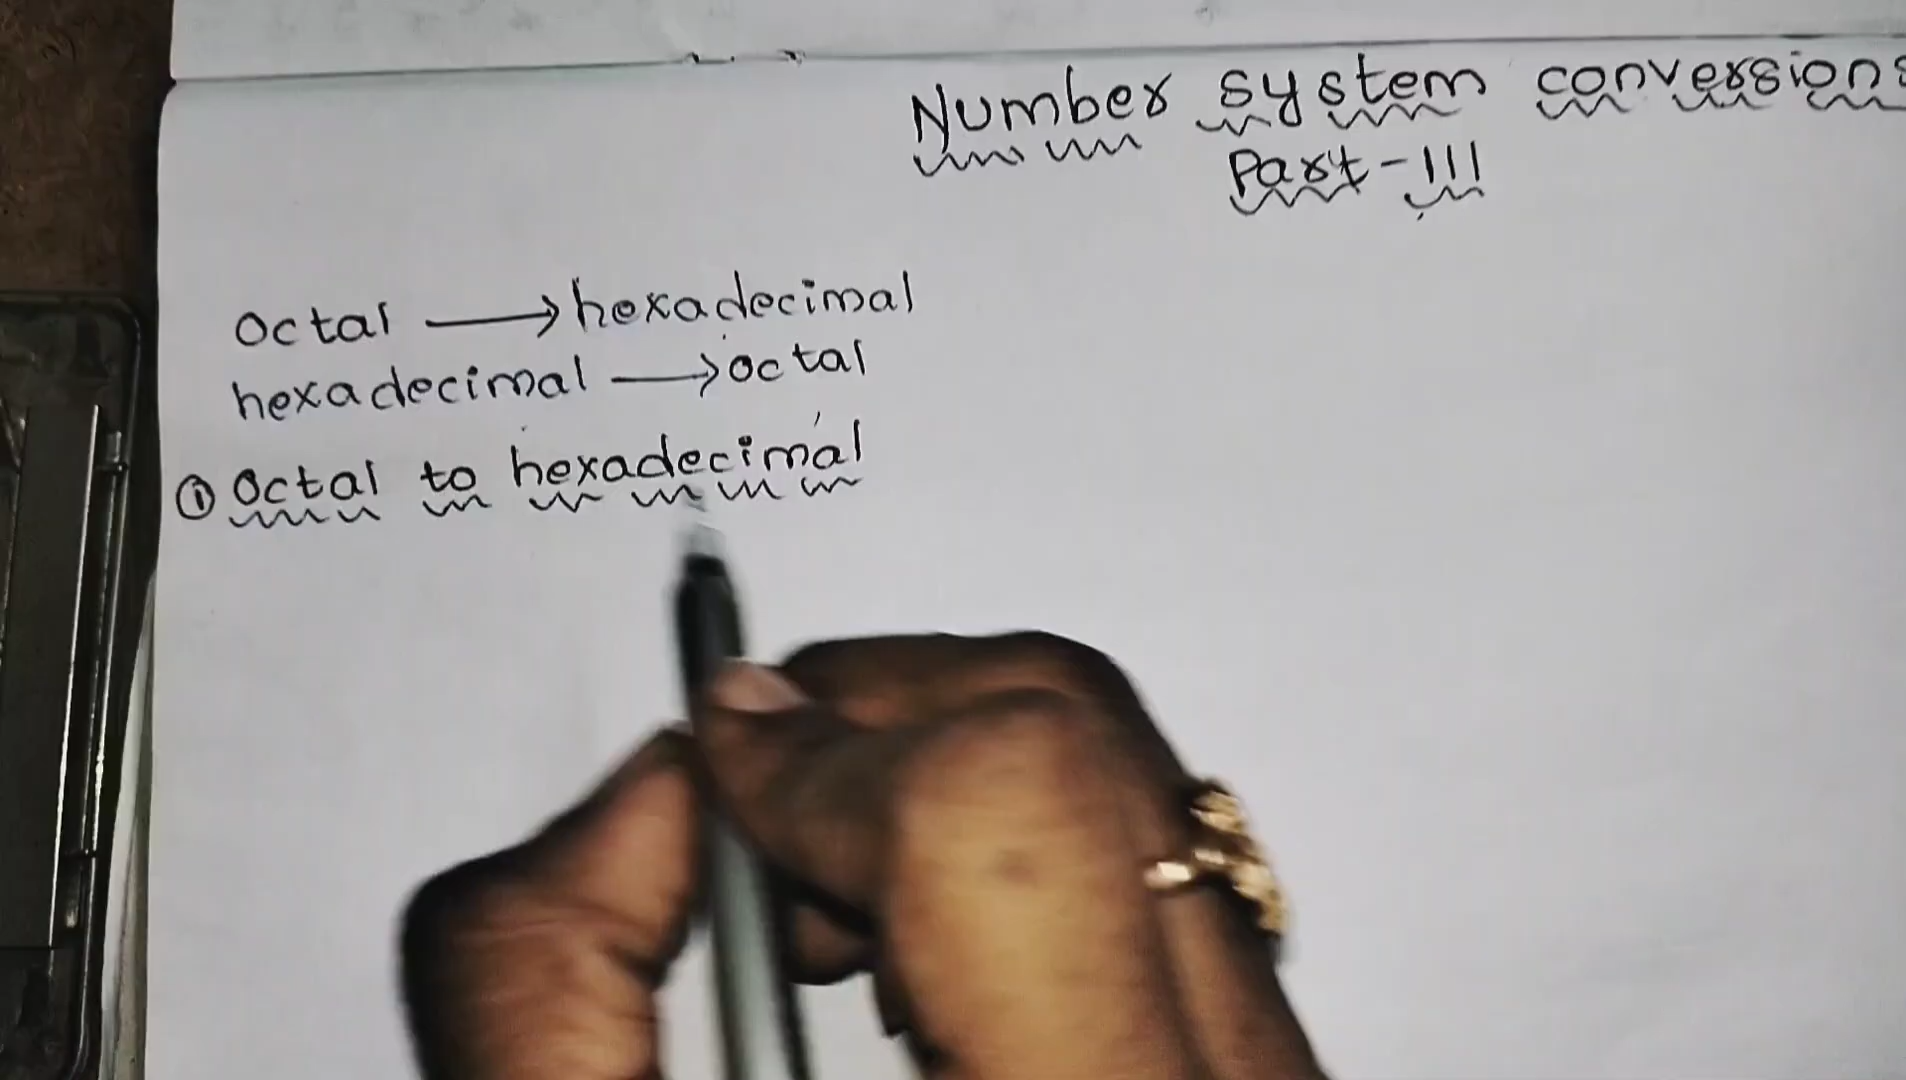 Number system conversions
Part-III
Octal → hexadecimal
hexadecimal → octal
① Octal to hexadecimal